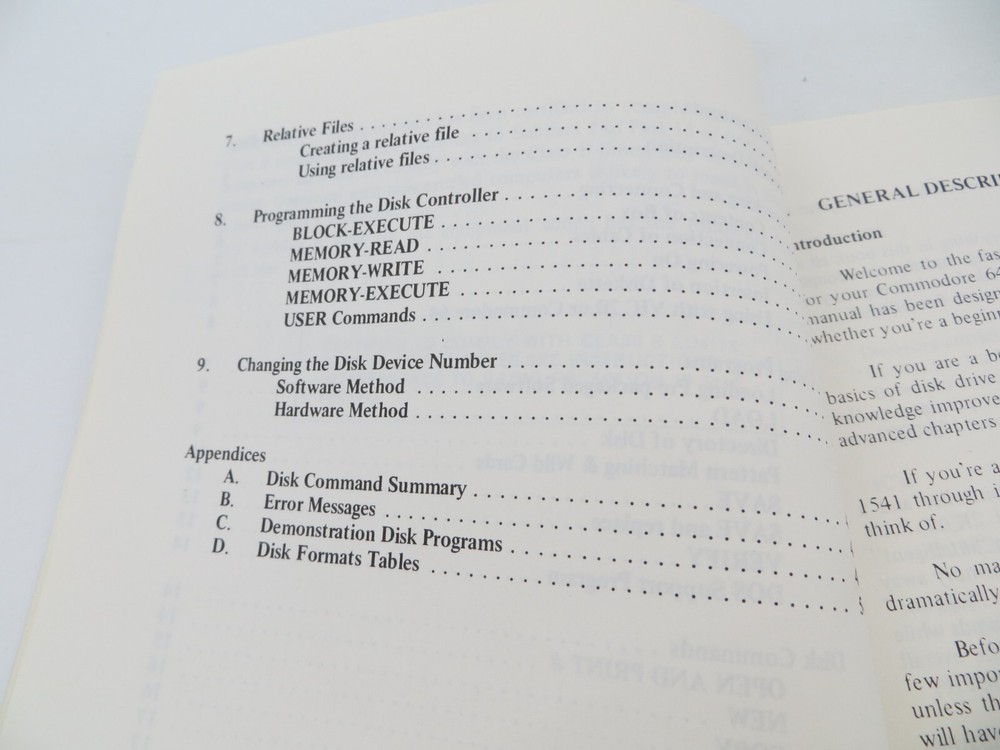 7. Relative Files
Creating a relative file
Using relative files
8. Programming the Disk Controller
BLOCK-EXECUTE
MEMORY-READ
MEMORY-WRITE
MEMORY-EXECUTE
USER Commands
9. Changing the Disk Device Number
Software Method
Hardware Method
Appendices
A. Disk Command Summary
B. Error Messages
C. Demonstration Disk Programs
D. Disk Formats Tables
GENERAL DESCRI
ntroduction
Welcome to the fas
or your Commodore 64
manual has been design
whether you're a beginn
If you are a be
basics of disk drive
knowledge improve
advanced chapters
If you're a
1541 through i
think of.
No ma
dramatically
Befo
few impor
unless th
will hav